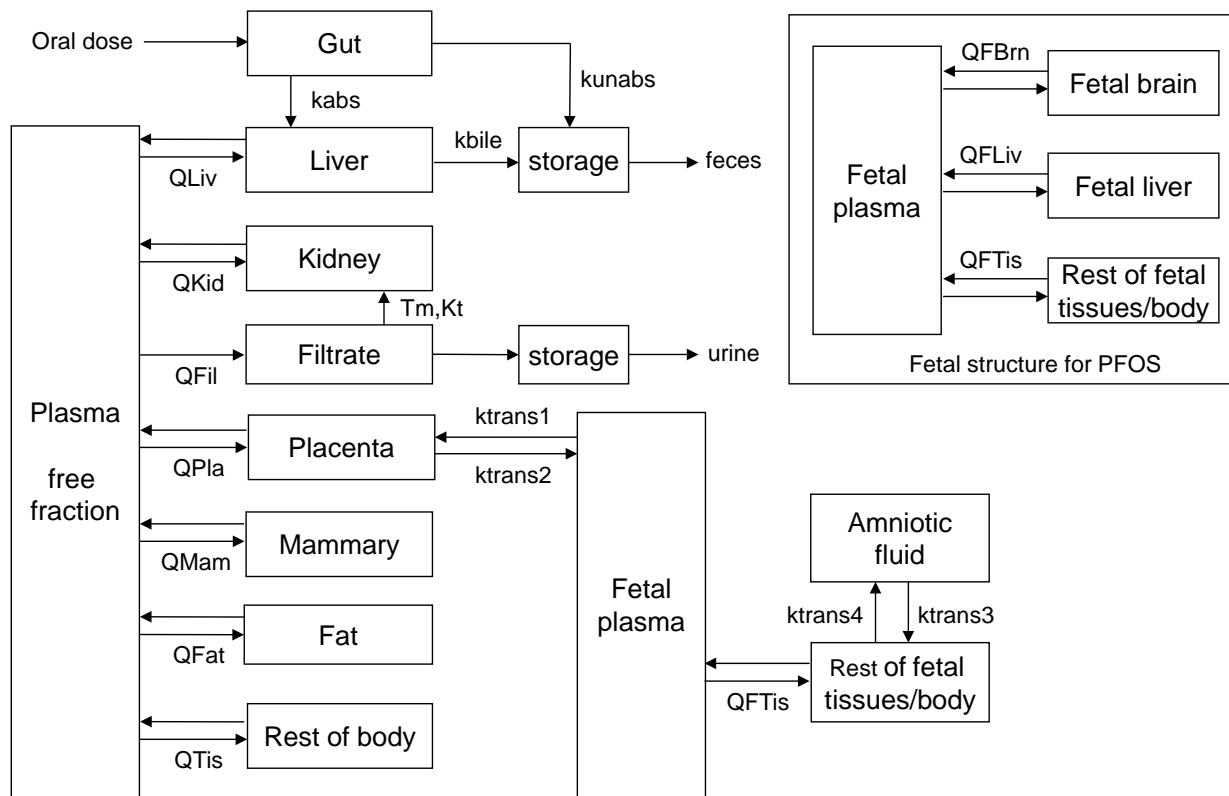 Oral dose
Gut
kabs
kunabs
Liver
QLiv
kbile
storage
feces
Kidney
QKid
Tm,Kt
Filtrate
QFil
storage
urine
Plasma
free
fraction
Placenta
QPla
ktrans1
ktrans2
Mammary
QMam
Fat
QFat
Rest of body
QTis
Fetal
plasma
Amniotic
fluid
ktrans4
ktrans3
Rest of fetal
tissues/body
QFTis
Fetal
plasma
QFBrn
Fetal brain
QFLiv
Fetal liver
QFTis
Rest of fetal
tissues/body
Fetal structure for PFOS